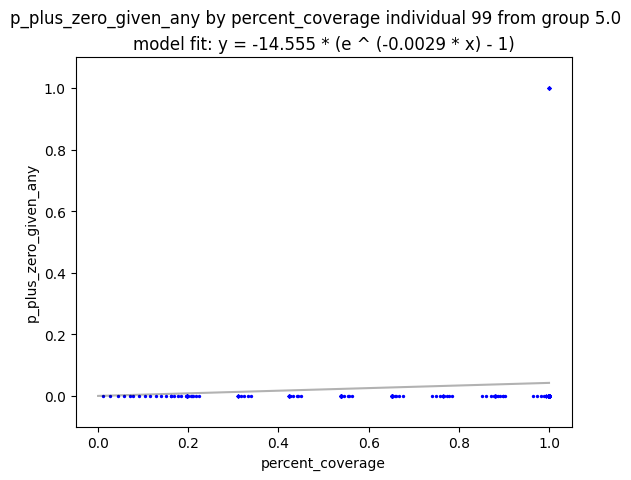 p_plus_zero_given_any by percent_coverage individual 99 from group 5.0
model fit: y = -14.555 * (e ^ (-0.0029 * x) - 1)
p_plus_zero_given_any
1.0
0.8
0.6
0.4
0.2
0.0
0.0 0.2 0.4 0.6 0.8 1.0
percent_coverage